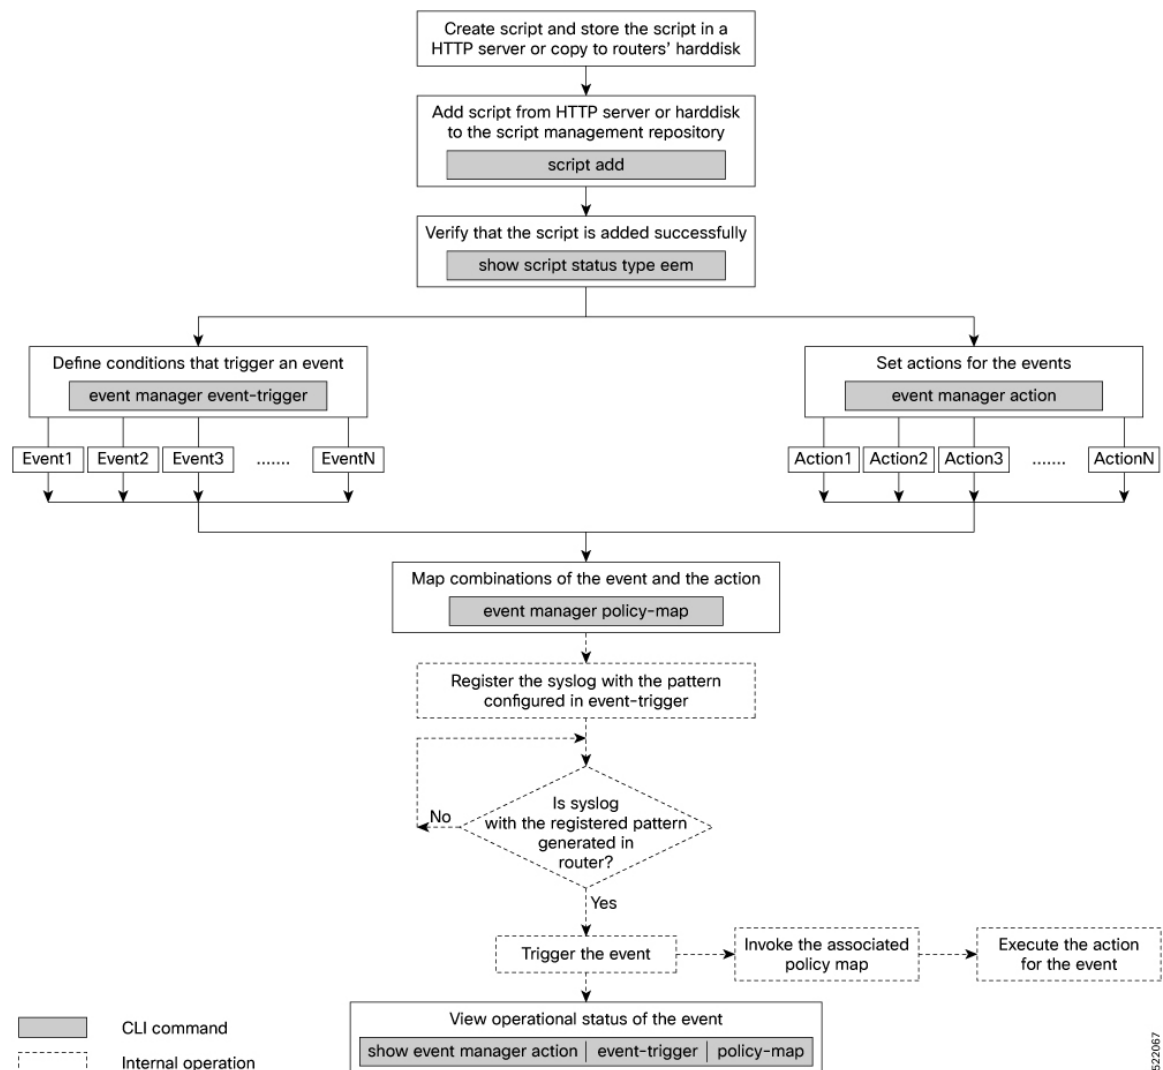 Create script and store the script in a
HTTP server or copy to routers' harddisk
Add script from HTTP server or harddisk
to the script management repository
script add
Verify that the script is added successfully
show script status type eem
Define conditions that trigger an event
event manager event-trigger
Event1 Event2 Event3 ....... EventN
Set actions for the events
event manager action
Action1 Action2 Action3 ....... ActionN
Map combinations of the event and the action
event manager policy-map
Register the syslog with the pattern
configured in event-trigger
Is syslog
with the registered pattern
generated in
router?
No
Yes
Trigger the event
Invoke the associated
policy map
Execute the action
for the event
View operational status of the event
show event manager action | event-trigger | policy-map
CLI command
Internal operation
522067